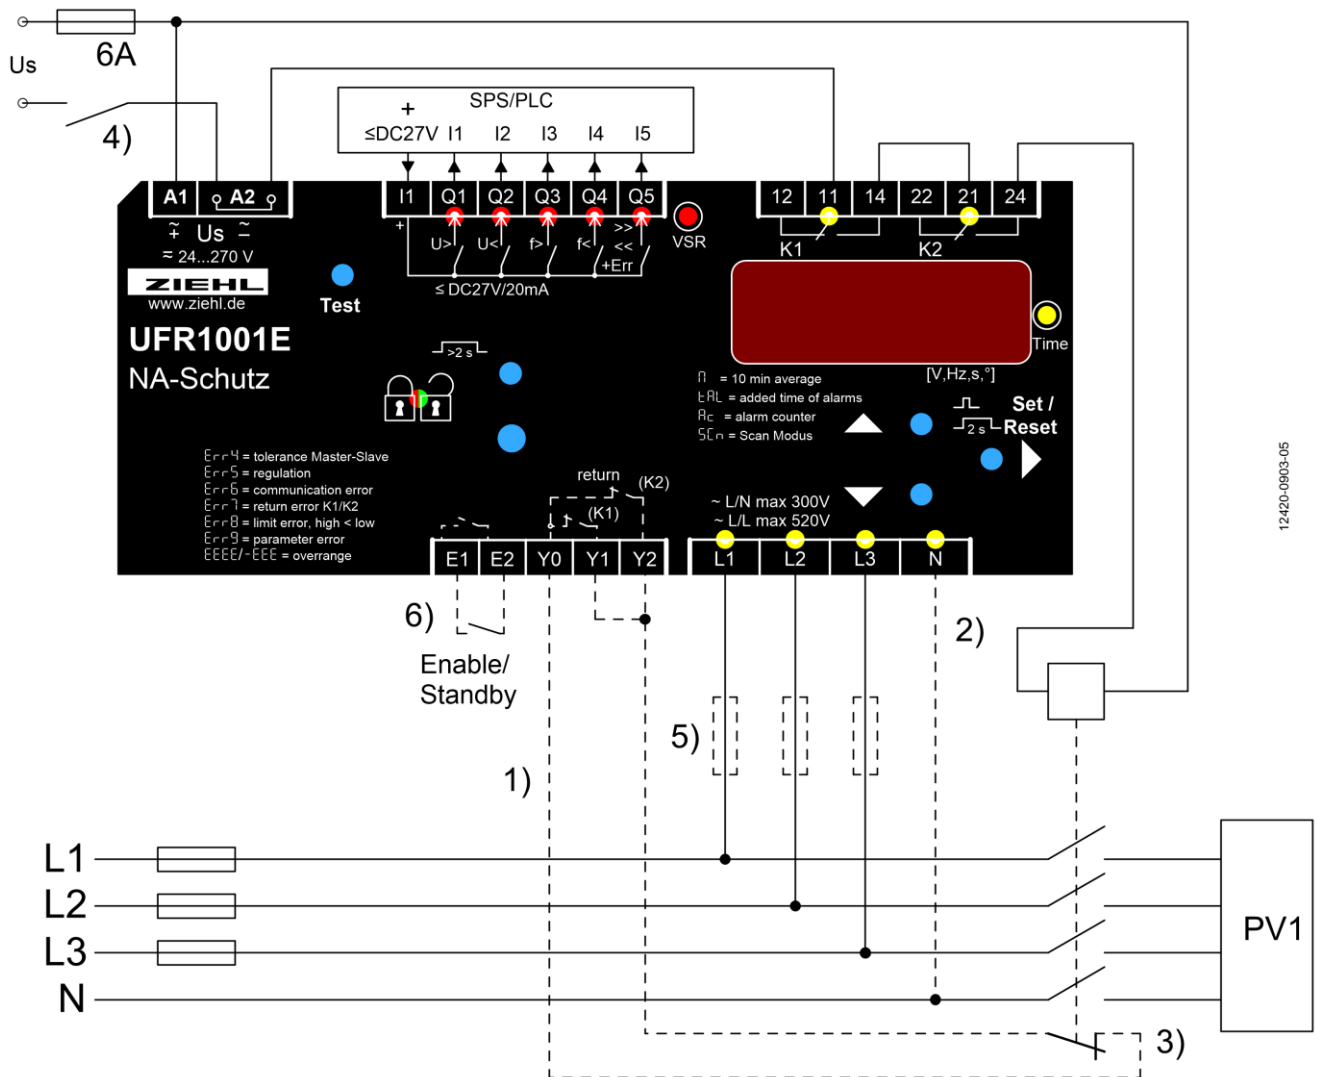 6A
Us
4)
SPS/PLC
+
≤DC27V I1 I2 I3 I4 I5
A1 A2
I1 Q1 Q2 Q3 Q4 Q5
12 11 14 22 21 24
+ ~ Us ~ −
≂ 24...270 V
+
U> U< f> f< >>
<<
+Err
VSR
K1 K2
≤ DC27V/20mA
ZIEHL
www.ziehl.de
Test
UFR1001E
NA-Schutz
>2 s
Time
[V,Hz,s,°]
П = 10 min average
tAL = added time of alarms
Ac = alarm counter
SCn = Scan Modus
Set /
2 s
Reset
Err4 = tolerance Master-Slave
Err5 = regulation
Err6 = communication error
Err7 = return error K1/K2
Err8 = limit error, high < low
Err9 = parameter error
EEEE/-EEE = overrange
return
(K2)
(K1)
~ L/N max 300V
~ L/L max 520V
E1 E2 Y0 Y1 Y2
L1 L2 L3 N
12420-0903-05
6)
Enable/
Standby
2)
5)
1)
L1
L2
L3
N
PV1
3)